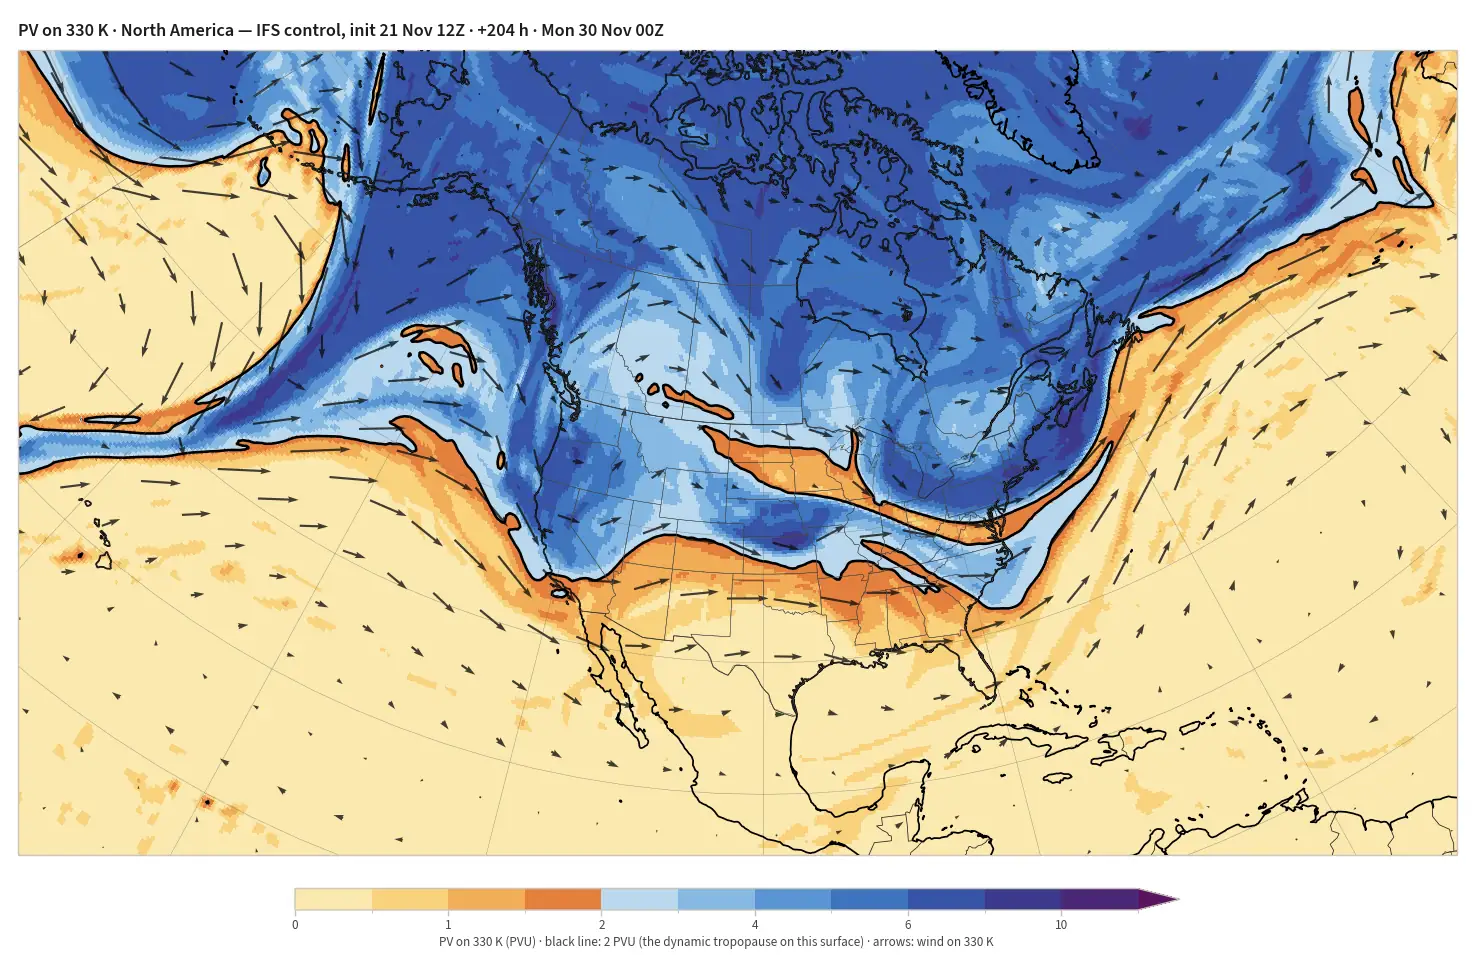 PV on 330 K · North America — IFS control, init 21 Nov 12Z · +204 h · Mon 30 Nov 00Z
0 1 2 4 6 10
PV on 330 K (PVU) · black line: 2 PVU (the dynamic tropopause on this surface) · arrows: wind on 330 K